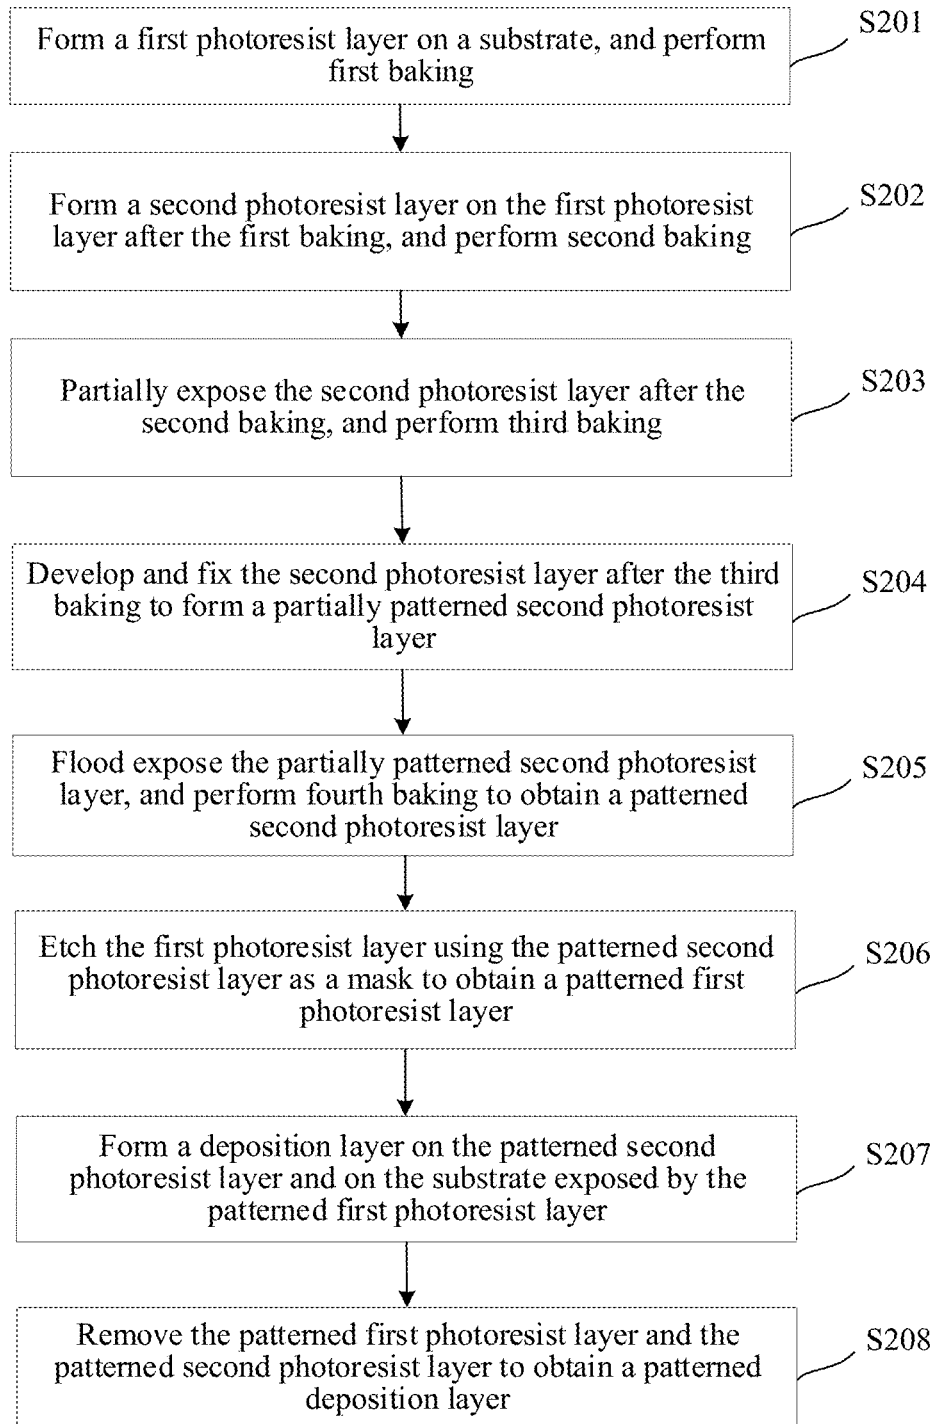 Form a first photoresist layer on a substrate, and perform
first baking
S201
Form a second photoresist layer on the first photoresist
layer after the first baking, and perform second baking
S202
Partially expose the second photoresist layer after the
second baking, and perform third baking
S203
Develop and fix the second photoresist layer after the third
baking to form a partially patterned second photoresist
layer
S204
Flood expose the partially patterned second photoresist
layer, and perform fourth baking to obtain a patterned
second photoresist layer
S205
Etch the first photoresist layer using the patterned second
photoresist layer as a mask to obtain a patterned first
photoresist layer
S206
Form a deposition layer on the patterned second
photoresist layer and on the substrate exposed by the
patterned first photoresist layer
S207
Remove the patterned first photoresist layer and the
patterned second photoresist layer to obtain a patterned
deposition layer
S208